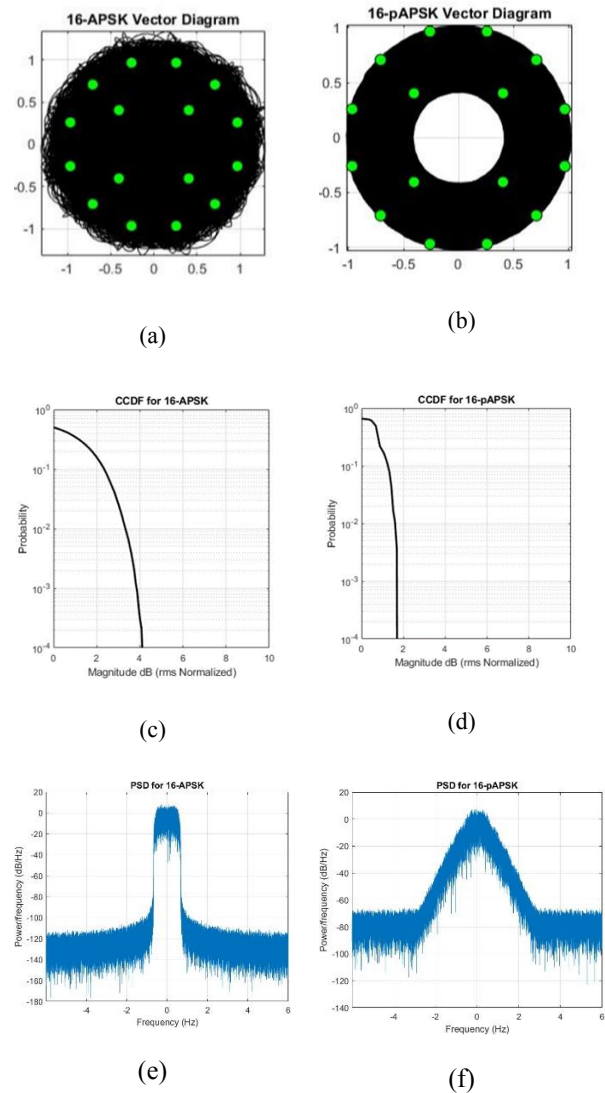 16-APSK Vector Diagram
1
0.5
0
-0.5
-1
-1 -0.5 0 0.5 1
(a)
16-pAPSK Vector Diagram
1
0.5
0
-0.5
-1
-1 -0.5 0 0.5 1
(b)
CCDF for 16-APSK
10^0
10^-1
10^-2
10^-3
10^-4
Probability
0 2 4 6 8 10
Magnitude dB (rms Normalized)
(c)
CCDF for 16-pAPSK
10^0
10^-1
10^-2
10^-3
10^-4
Probability
0 2 4 6 8 10
Magnitude dB (rms Normalized)
(d)
PSD for 16-APSK
20
0
-20
-40
-60
-80
-100
-120
-140
-160
-180
Power/frequency (dB/Hz)
-4 -2 0 2 4 6
Frequency (Hz)
(e)
PSD for 16-pAPSK
20
0
-20
-40
-60
-80
-100
-120
-140
Power/frequency (dB/Hz)
-4 -2 0 2 4 6
Frequency (Hz)
(f)